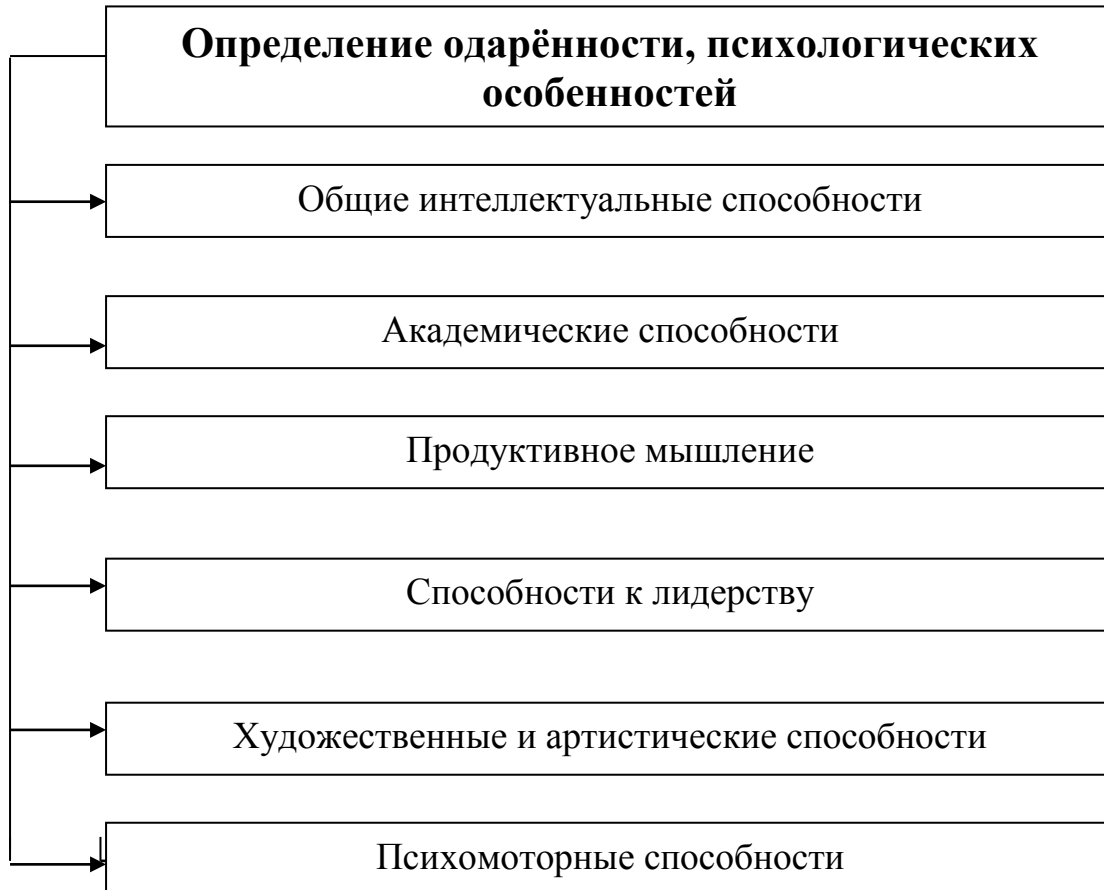 Определение одарённости, психологических
особенностей
Общие интеллектуальные способности
Академические способности
Продуктивное мышление
Способности к лидерству
Художественные и артистические способности
Психомоторные способности